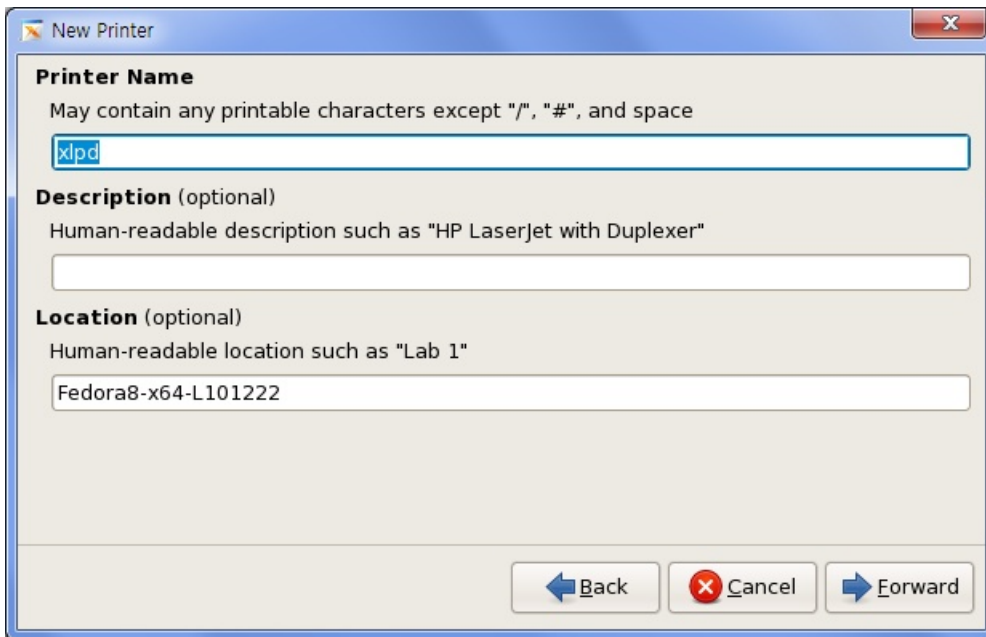 New Printer
Printer Name
May contain any printable characters except "/", "#", and space
xlpd
Description (optional)
Human-readable description such as "HP LaserJet with Duplexer"
Location (optional)
Human-readable location such as "Lab 1"
Fedora8-x64-L101222
Back Cancel Forward